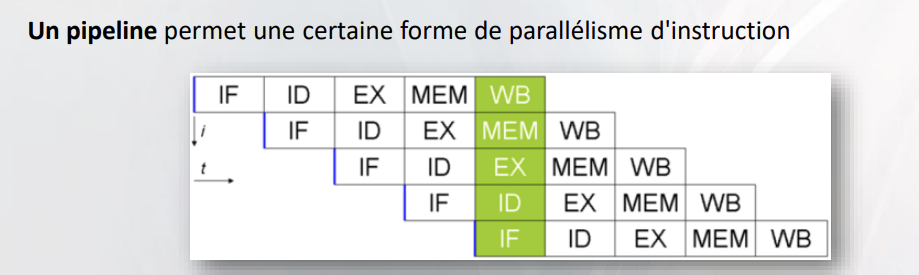 Un pipeline permet une certaine forme de parallélisme d'instruction
IF ID EX MEM WB
i IF ID EX MEM WB
t IF ID EX MEM WB
IF ID EX MEM WB
IF ID EX MEM WB